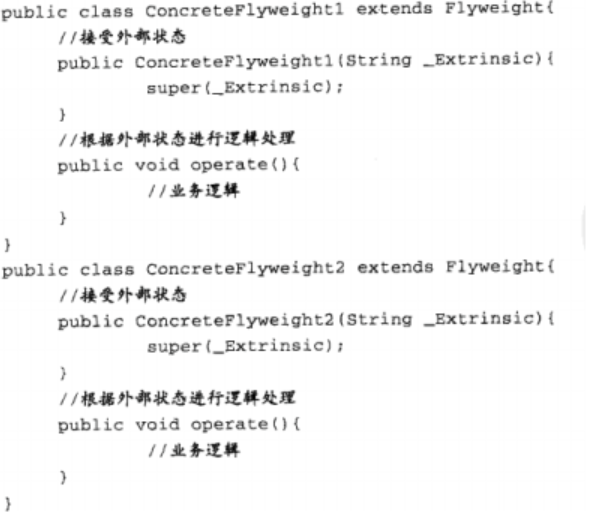 public class ConcreteFlyweight1 extends Flyweight{
//接受外部状态
public ConcreteFlyweight1(String _Extrinsic){
super(_Extrinsic);
}
//根据外部状态进行逻辑处理
public void operate(){
//业务逻辑
}
}
public class ConcreteFlyweight2 extends Flyweight{
//接受外部状态
public ConcreteFlyweight2(String _Extrinsic){
super(_Extrinsic);
}
//根据外部状态进行逻辑处理
public void operate(){
//业务逻辑
}
}